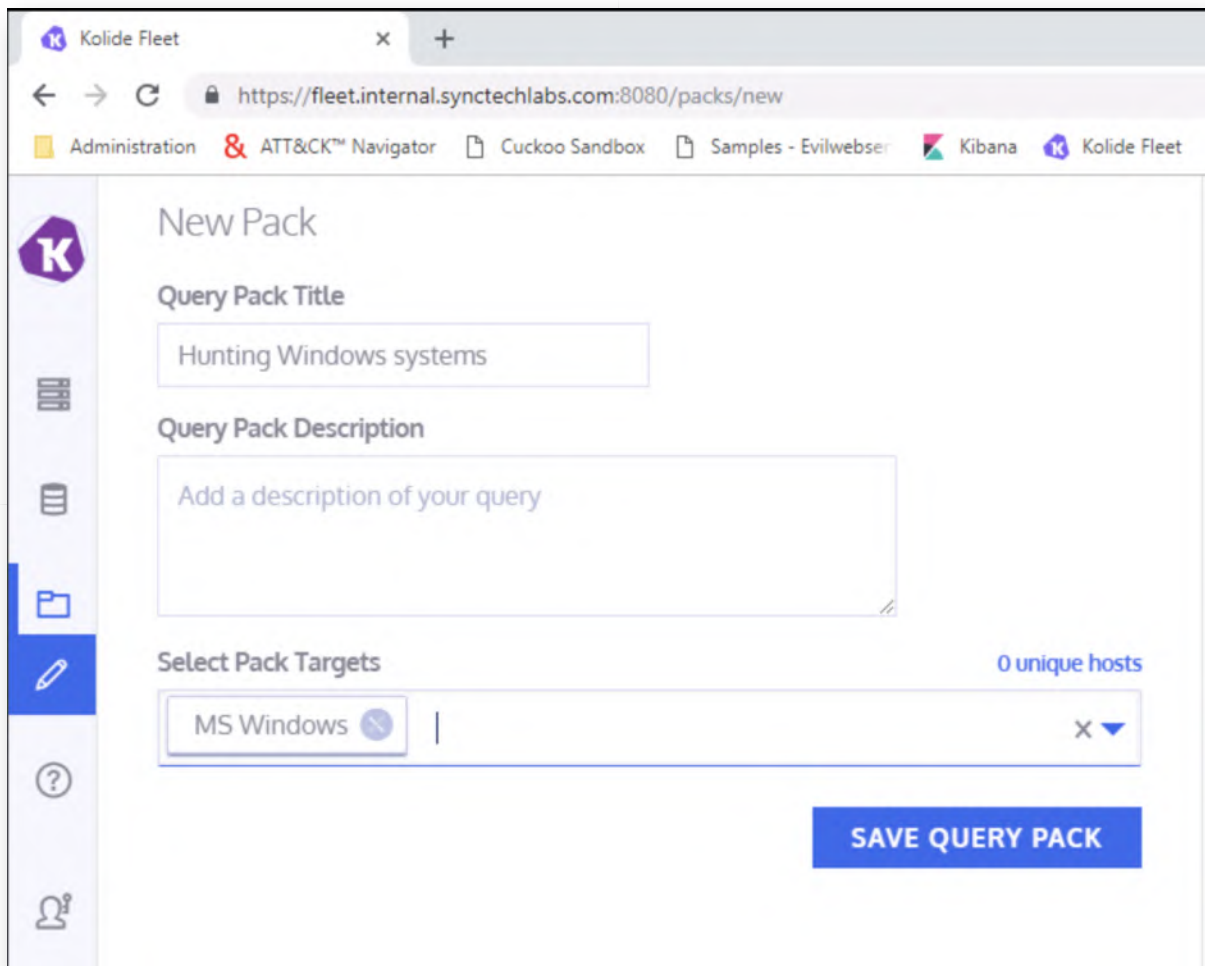 Kolide Fleet
https://fleet.internal.synctechlabs.com:8080/packs/new
Administration ATT&CK™ Navigator Cuckoo Sandbox Samples - Evilwebser Kibana Kolide Fleet
New Pack
Query Pack Title
Hunting Windows systems
Query Pack Description
Add a description of your query
Select Pack Targets 0 unique hosts
MS Windows
SAVE QUERY PACK